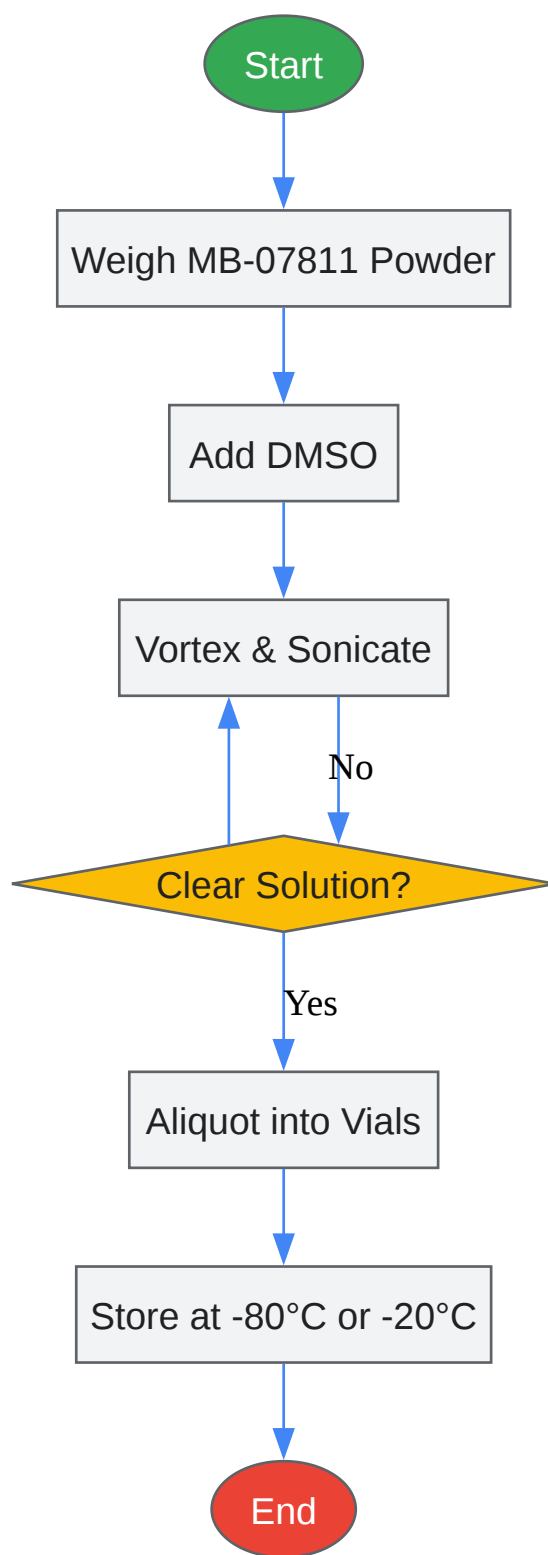 Start
Weigh MB-07811 Powder
Add DMSO
Vortex & Sonicate
No
Clear Solution?
Yes
Aliquot into Vials
Store at -80°C or -20°C
End